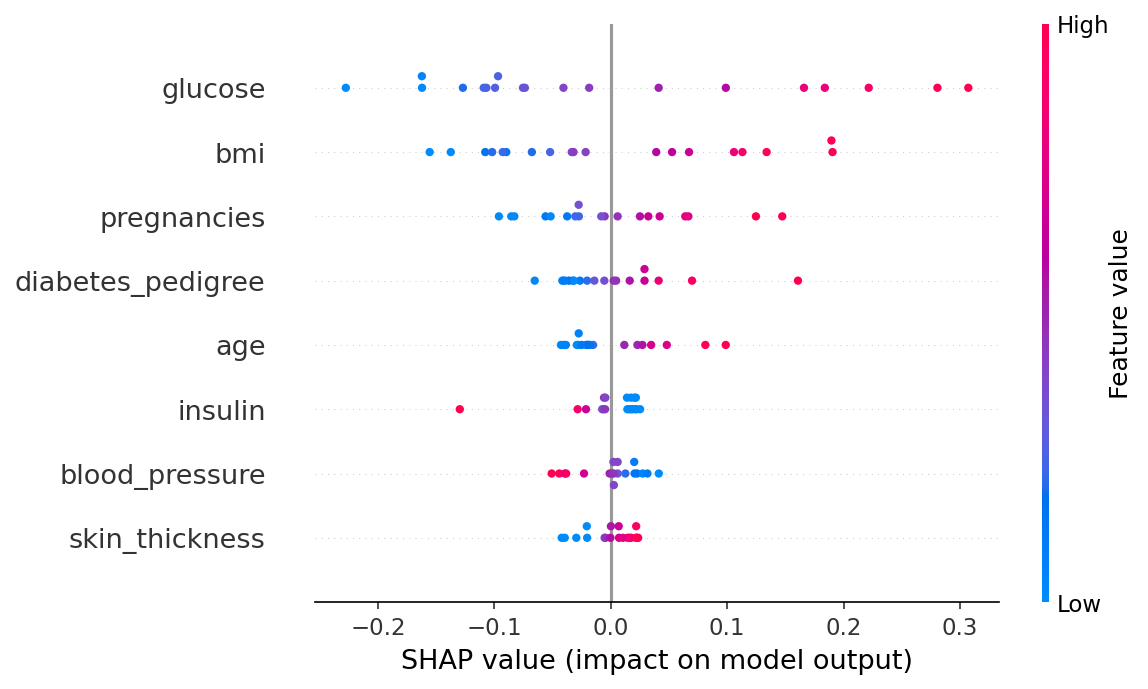 High
glucose
bmi
pregnancies
diabetes_pedigree
age
insulin
blood_pressure
skin_thickness
Feature value
Low
−0.2 −0.1 0.0 0.1 0.2 0.3
SHAP value (impact on model output)